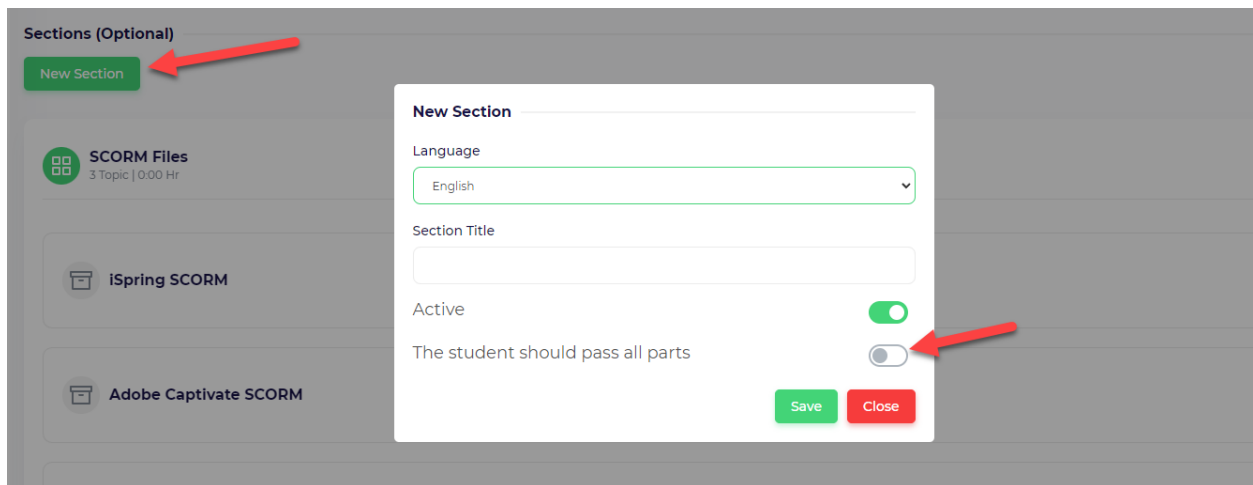 Sections (Optional)
New Section
SCORM Files
3 Topic | 0:00 Hr
iSpring SCORM
Adobe Captivate SCORM
New Section
Language
English
Section Title
Active
The student should pass all parts
Save
Close